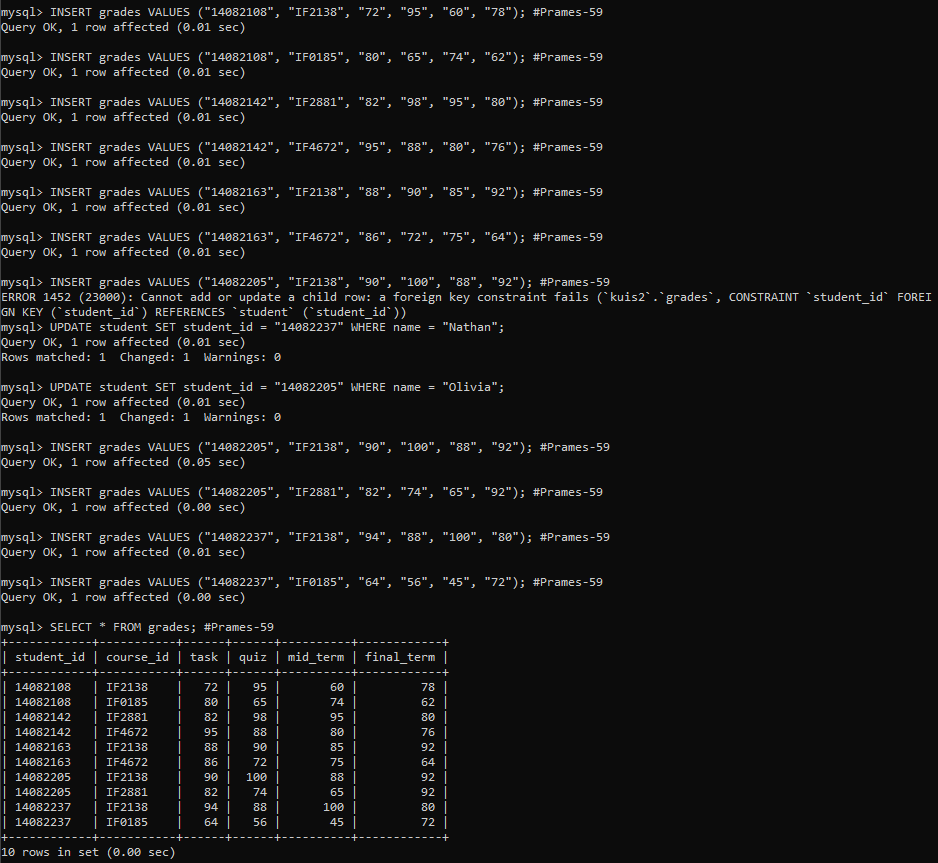 mysql> INSERT grades VALUES ("14082108", "IF2138", "72", "95", "60", "78"); #Prames-59
Query OK, 1 row affected (0.01 sec)

mysql> INSERT grades VALUES ("14082108", "IF0185", "80", "65", "74", "62"); #Prames-59
Query OK, 1 row affected (0.01 sec)

mysql> INSERT grades VALUES ("14082142", "IF2881", "82", "98", "95", "80"); #Prames-59
Query OK, 1 row affected (0.01 sec)

mysql> INSERT grades VALUES ("14082142", "IF4672", "95", "88", "80", "76"); #Prames-59
Query OK, 1 row affected (0.01 sec)

mysql> INSERT grades VALUES ("14082163", "IF2138", "88", "90", "85", "92"); #Prames-59
Query OK, 1 row affected (0.01 sec)

mysql> INSERT grades VALUES ("14082163", "IF4672", "86", "72", "75", "64"); #Prames-59
Query OK, 1 row affected (0.01 sec)

mysql> INSERT grades VALUES ("14082205", "IF2138", "90", "100", "88", "92"); #Prames-59
ERROR 1452 (23000): Cannot add or update a child row: a foreign key constraint fails (`kuis2`.`grades`, CONSTRAINT `student_id` FOREI
GN KEY (`student_id`) REFERENCES `student` (`student_id`))
mysql> UPDATE student SET student_id = "14082237" WHERE name = "Nathan";
Query OK, 1 row affected (0.01 sec)
Rows matched: 1  Changed: 1  Warnings: 0

mysql> UPDATE student SET student_id = "14082205" WHERE name = "Olivia";
Query OK, 1 row affected (0.01 sec)
Rows matched: 1  Changed: 1  Warnings: 0

mysql> INSERT grades VALUES ("14082205", "IF2138", "90", "100", "88", "92"); #Prames-59
Query OK, 1 row affected (0.05 sec)

mysql> INSERT grades VALUES ("14082205", "IF2881", "82", "74", "65", "92"); #Prames-59
Query OK, 1 row affected (0.00 sec)

mysql> INSERT grades VALUES ("14082237", "IF2138", "94", "88", "100", "80"); #Prames-59
Query OK, 1 row affected (0.01 sec)

mysql> INSERT grades VALUES ("14082237", "IF0185", "64", "56", "45", "72"); #Prames-59
Query OK, 1 row affected (0.00 sec)

mysql> SELECT * FROM grades; #Prames-59
+------------+-----------+------+------+----------+------------+
| student_id | course_id | task | quiz | mid_term | final_term |
+------------+-----------+------+------+----------+------------+
| 14082108   | IF2138    |   72 |   95 |       60 |         78 |
| 14082108   | IF0185    |   80 |   65 |       74 |         62 |
| 14082142   | IF2881    |   82 |   98 |       95 |         80 |
| 14082142   | IF4672    |   95 |   88 |       80 |         76 |
| 14082163   | IF2138    |   88 |   90 |       85 |         92 |
| 14082163   | IF4672    |   86 |   72 |       75 |         64 |
| 14082205   | IF2138    |   90 |  100 |       88 |         92 |
| 14082205   | IF2881    |   82 |   74 |       65 |         92 |
| 14082237   | IF2138    |   94 |   88 |      100 |         80 |
| 14082237   | IF0185    |   64 |   56 |       45 |         72 |
+------------+-----------+------+------+----------+------------+
10 rows in set (0.00 sec)